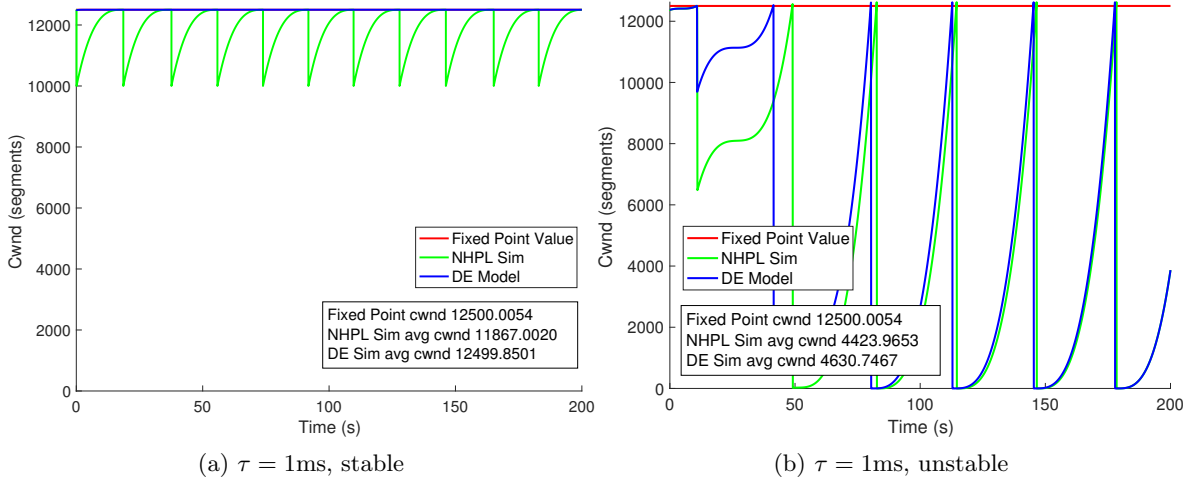 12000
10000
8000
6000
4000
2000
0
Cwnd (segments)
Fixed Point Value
NHPL Sim
DE Model
Fixed Point cwnd 12500.0054
NHPL Sim avg cwnd 11867.0020
DE Sim avg cwnd 12499.8501
0 50 100 150 200
Time (s)
(a) τ = 1ms, stable
12000
10000
8000
6000
4000
2000
0
Cwnd (segments)
Fixed Point Value
NHPL Sim
DE Model
Fixed Point cwnd 12500.0054
NHPL Sim avg cwnd 4423.9653
DE Sim avg cwnd 4630.7467
0 50 100 150 200
Time (s)
(b) τ = 1ms, unstable